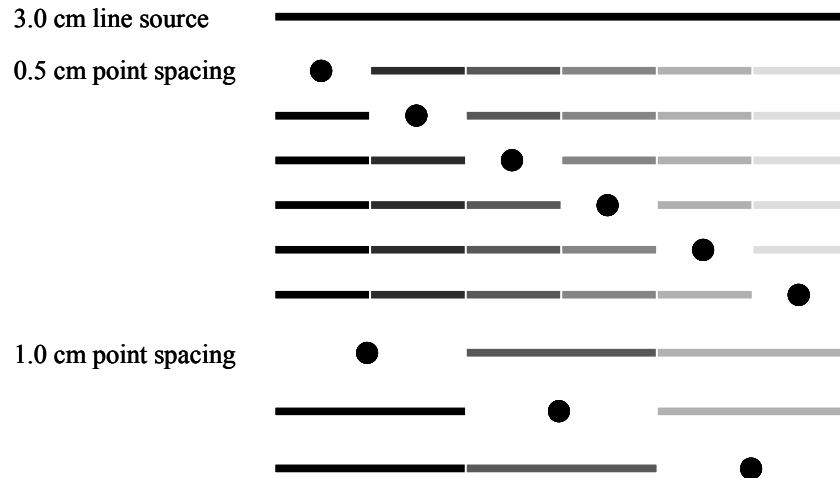 3.0 cm line source
0.5 cm point spacing
1.0 cm point spacing